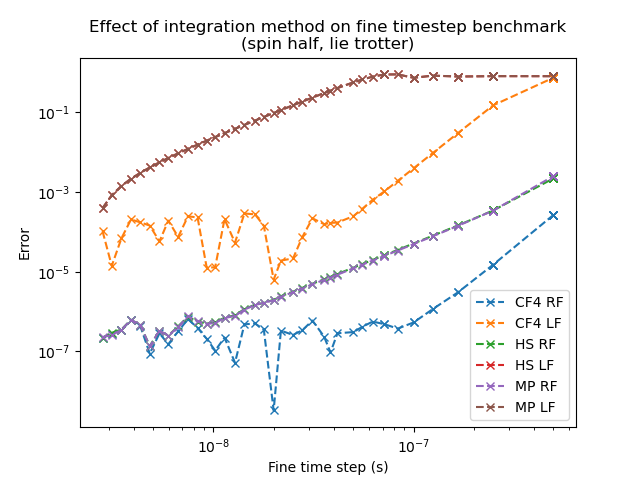 Effect of integration method on fine timestep benchmark
(spin half, lie trotter)
Error
10⁻¹
10⁻³
10⁻⁵
10⁻⁷
CF4 RF
CF4 LF
HS RF
HS LF
MP RF
MP LF
10⁻⁸
10⁻⁷
Fine time step (s)